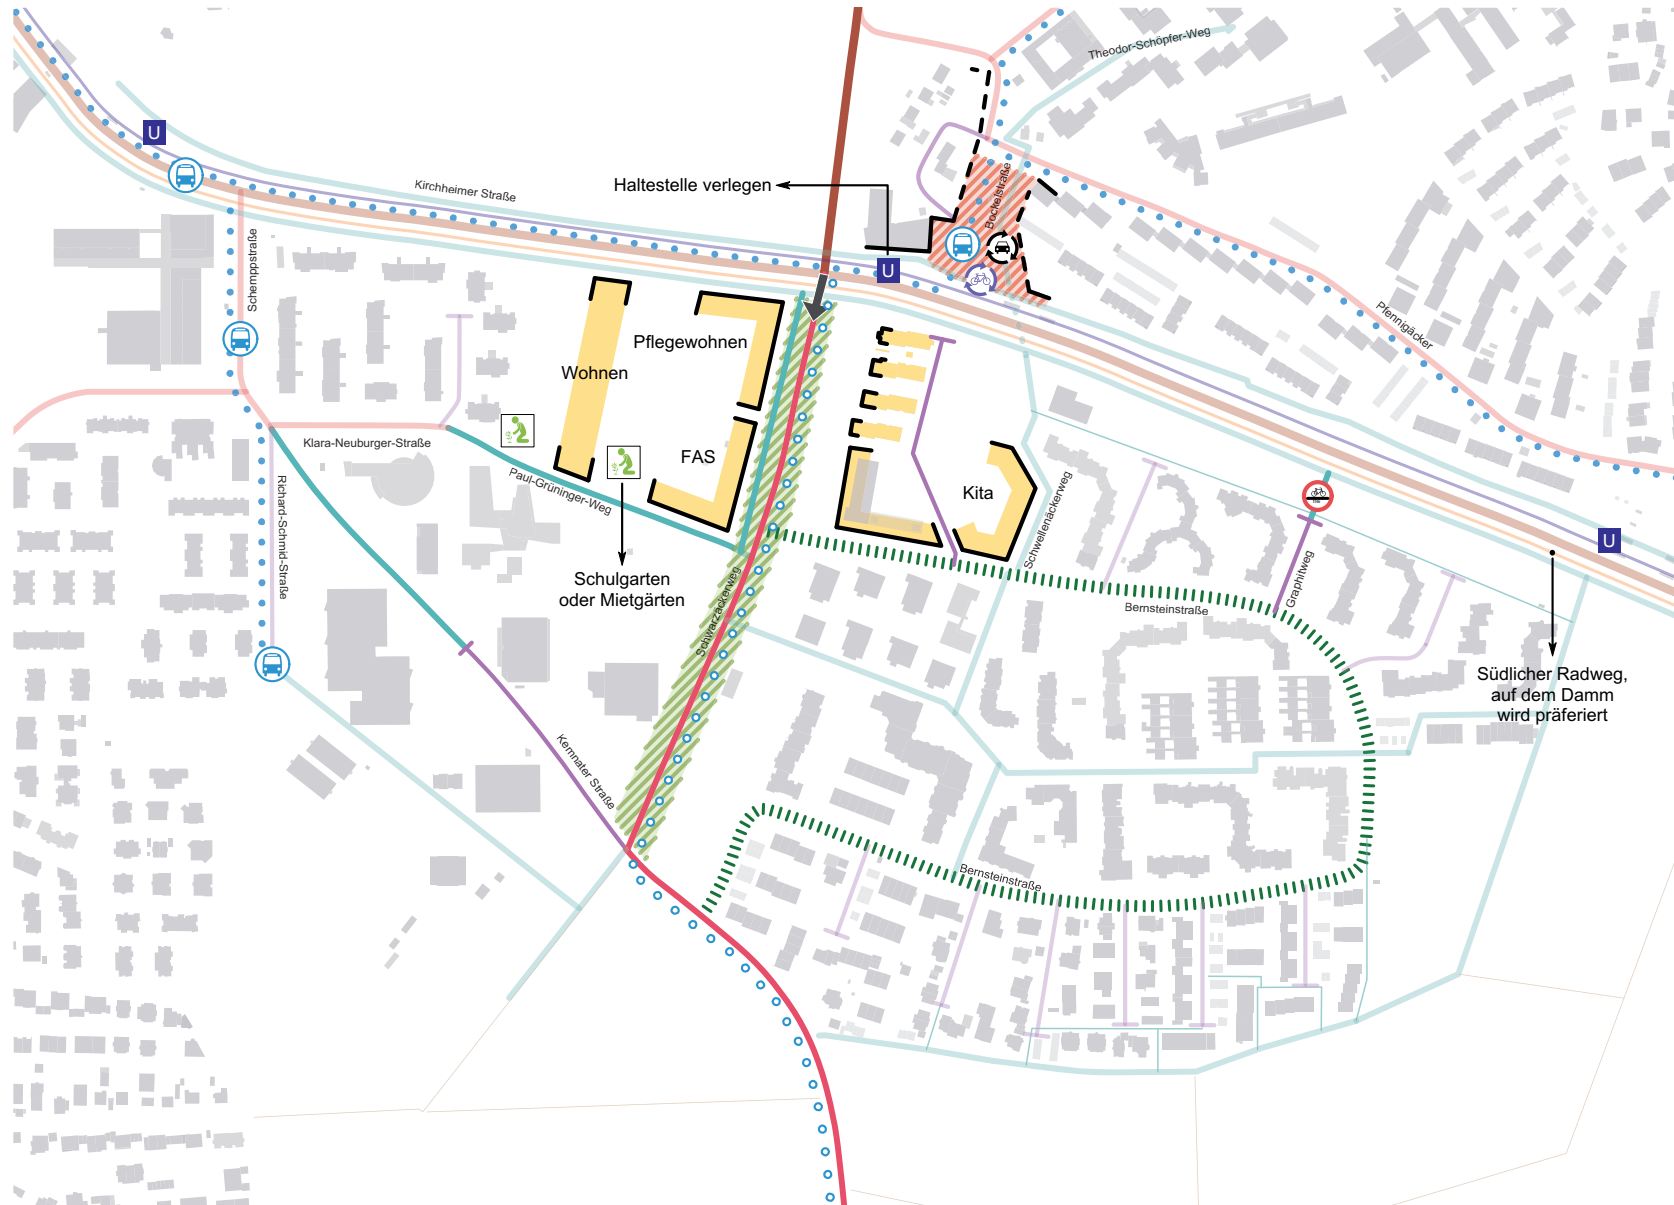 Theodor-Schöpfer-Weg
U
Kirchheimer Straße
Haltestelle verlegen
Bockelstraße
Schemppstraße
U
Pfennigäcker
Pflegewohnen
Wohnen
Klara-Neuburger-Straße
FAS
Paul-Grüninger-Weg
Kita
Schwellenäckerweg
U
Richard-Schmid-Straße
Schulgarten
oder Mietgärten
Schwarzäckerweg
Bernsteinstraße
Graphitweg
Südlicher Radweg,
auf dem Damm
wird präferiert
Kemnater Straße
Bernsteinstraße